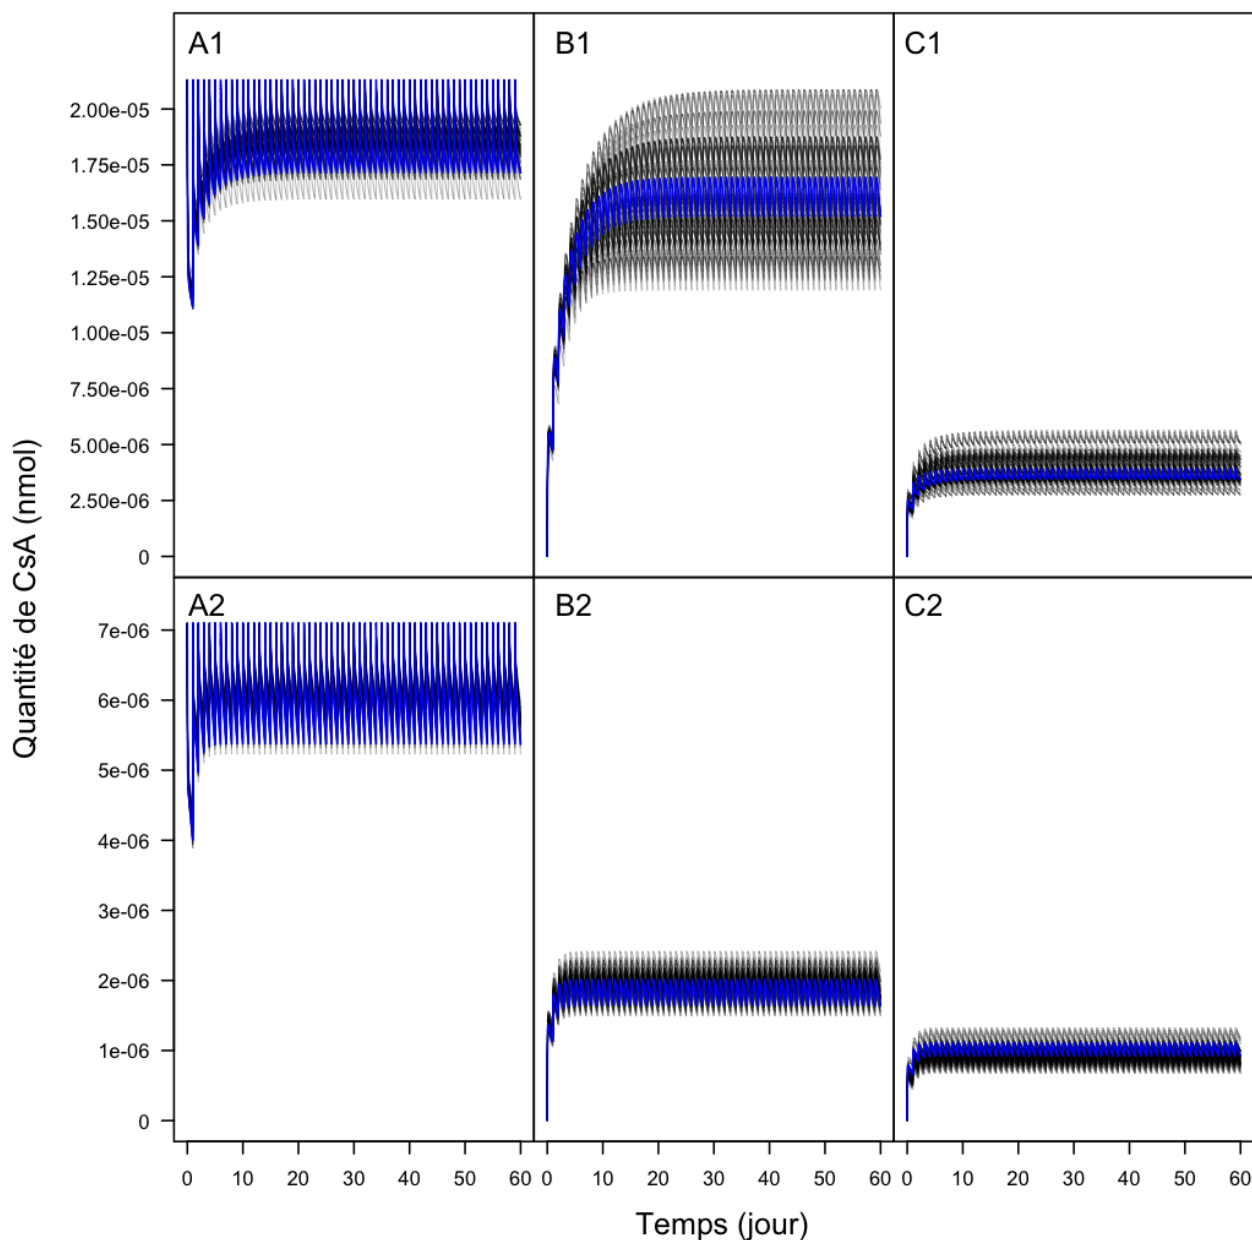 A1
B1
C1
2.00e-05
1.75e-05
1.50e-05
1.25e-05
1.00e-05
7.50e-06
5.00e-06
2.50e-06
0
Quantité de CsA (nmol)
A2
B2
C2
7e-06
6e-06
5e-06
4e-06
3e-06
2e-06
1e-06
0
0 10 20 30 40 50 60 0 10 20 30 40 50 60 0 10 20 30 40 50 60
Temps (jour)